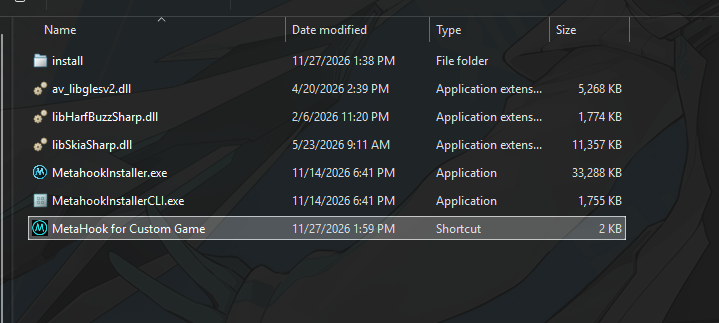 Name Date modified Type Size
install 11/27/2026 1:38 PM File folder
av_libglesv2.dll 4/20/2026 2:39 PM Application extens... 5,268 KB
libHarfBuzzSharp.dll 2/6/2026 11:20 PM Application extens... 1,774 KB
libSkiaSharp.dll 5/23/2026 9:11 AM Application extens... 11,357 KB
MetahookInstaller.exe 11/14/2026 6:41 PM Application 33,288 KB
MetahookInstallerCLI.exe 11/14/2026 6:41 PM Application 1,755 KB
MetaHook for Custom Game 11/27/2026 1:59 PM Shortcut 2 KB